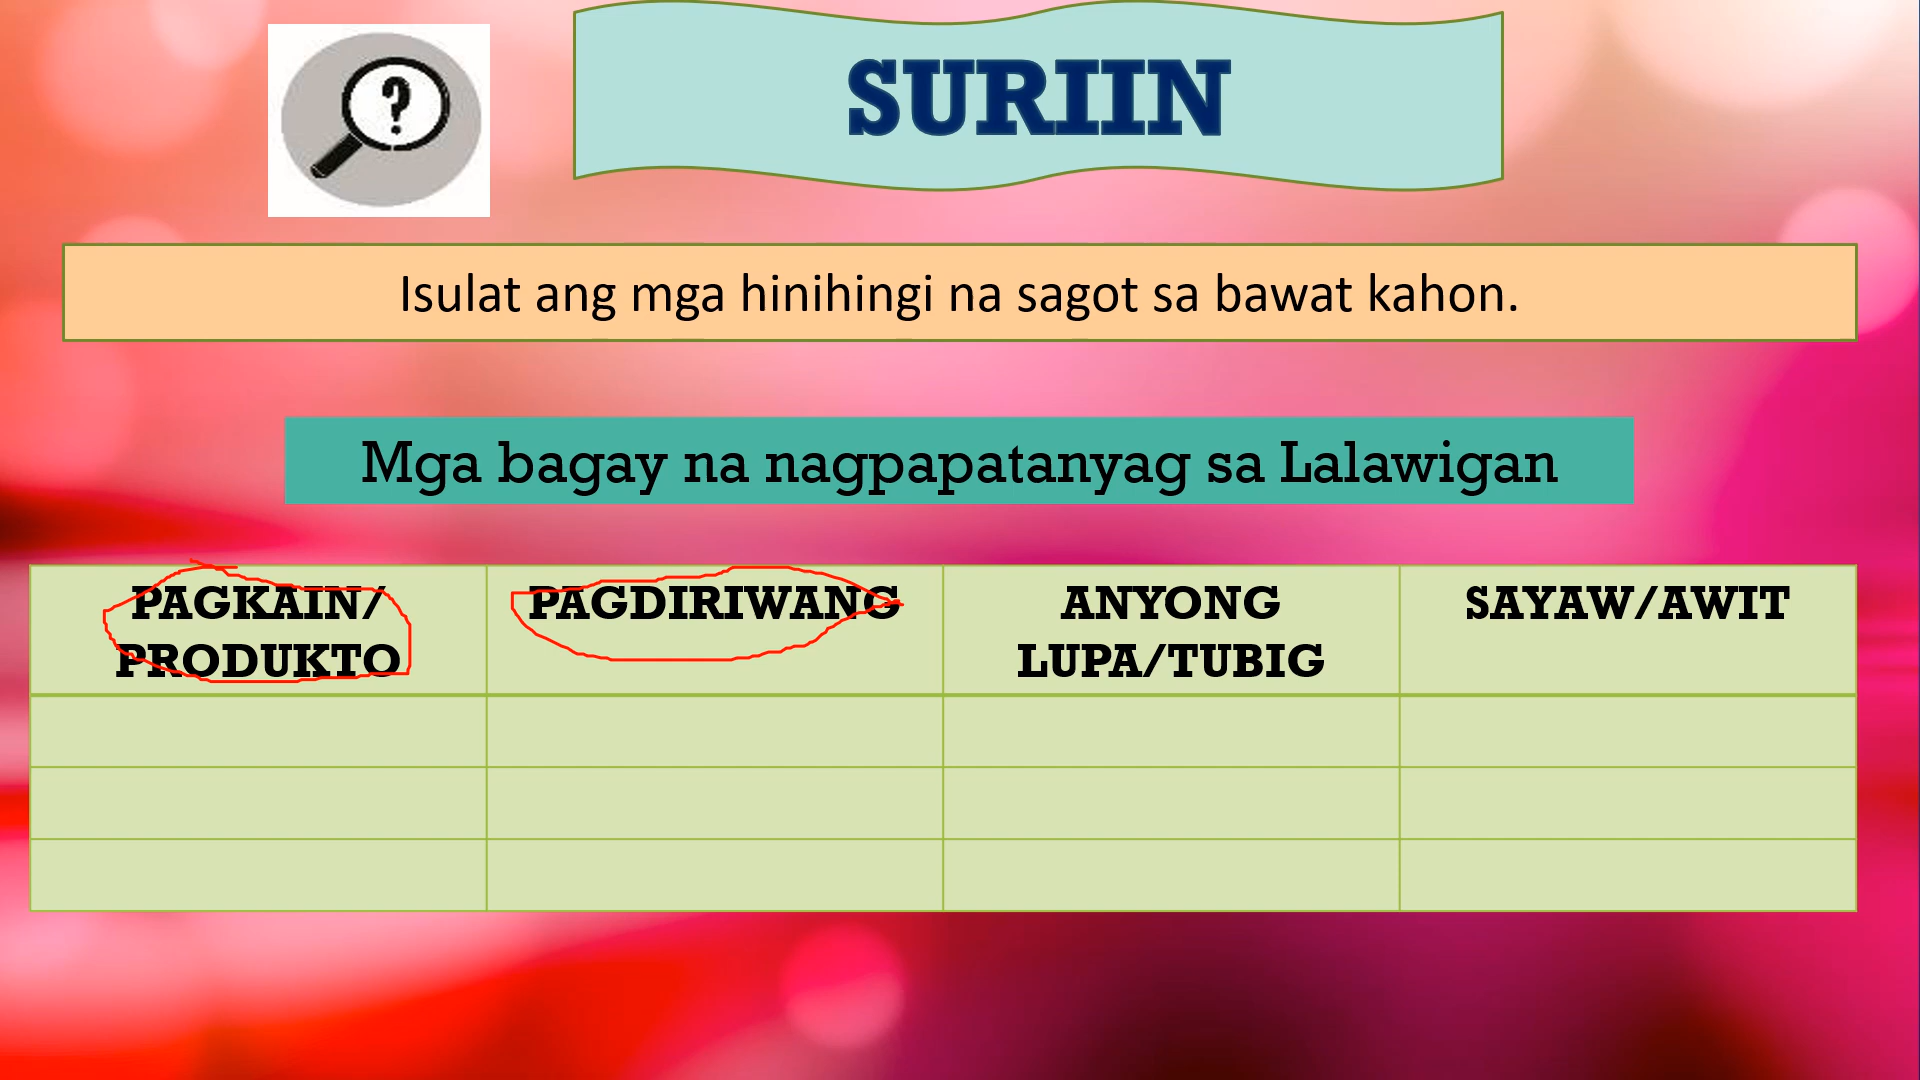 ?
SURIIN
Isulat ang mga hinihingi na sagot sa bawat kahon.
Mga bagay na nagpapatanyag sa Lalawigan
PAGKAIN/
PRODUKTO
PAGDIRIWANG
ANYONG
LUPA/TUBIG
SAYAW/AWIT